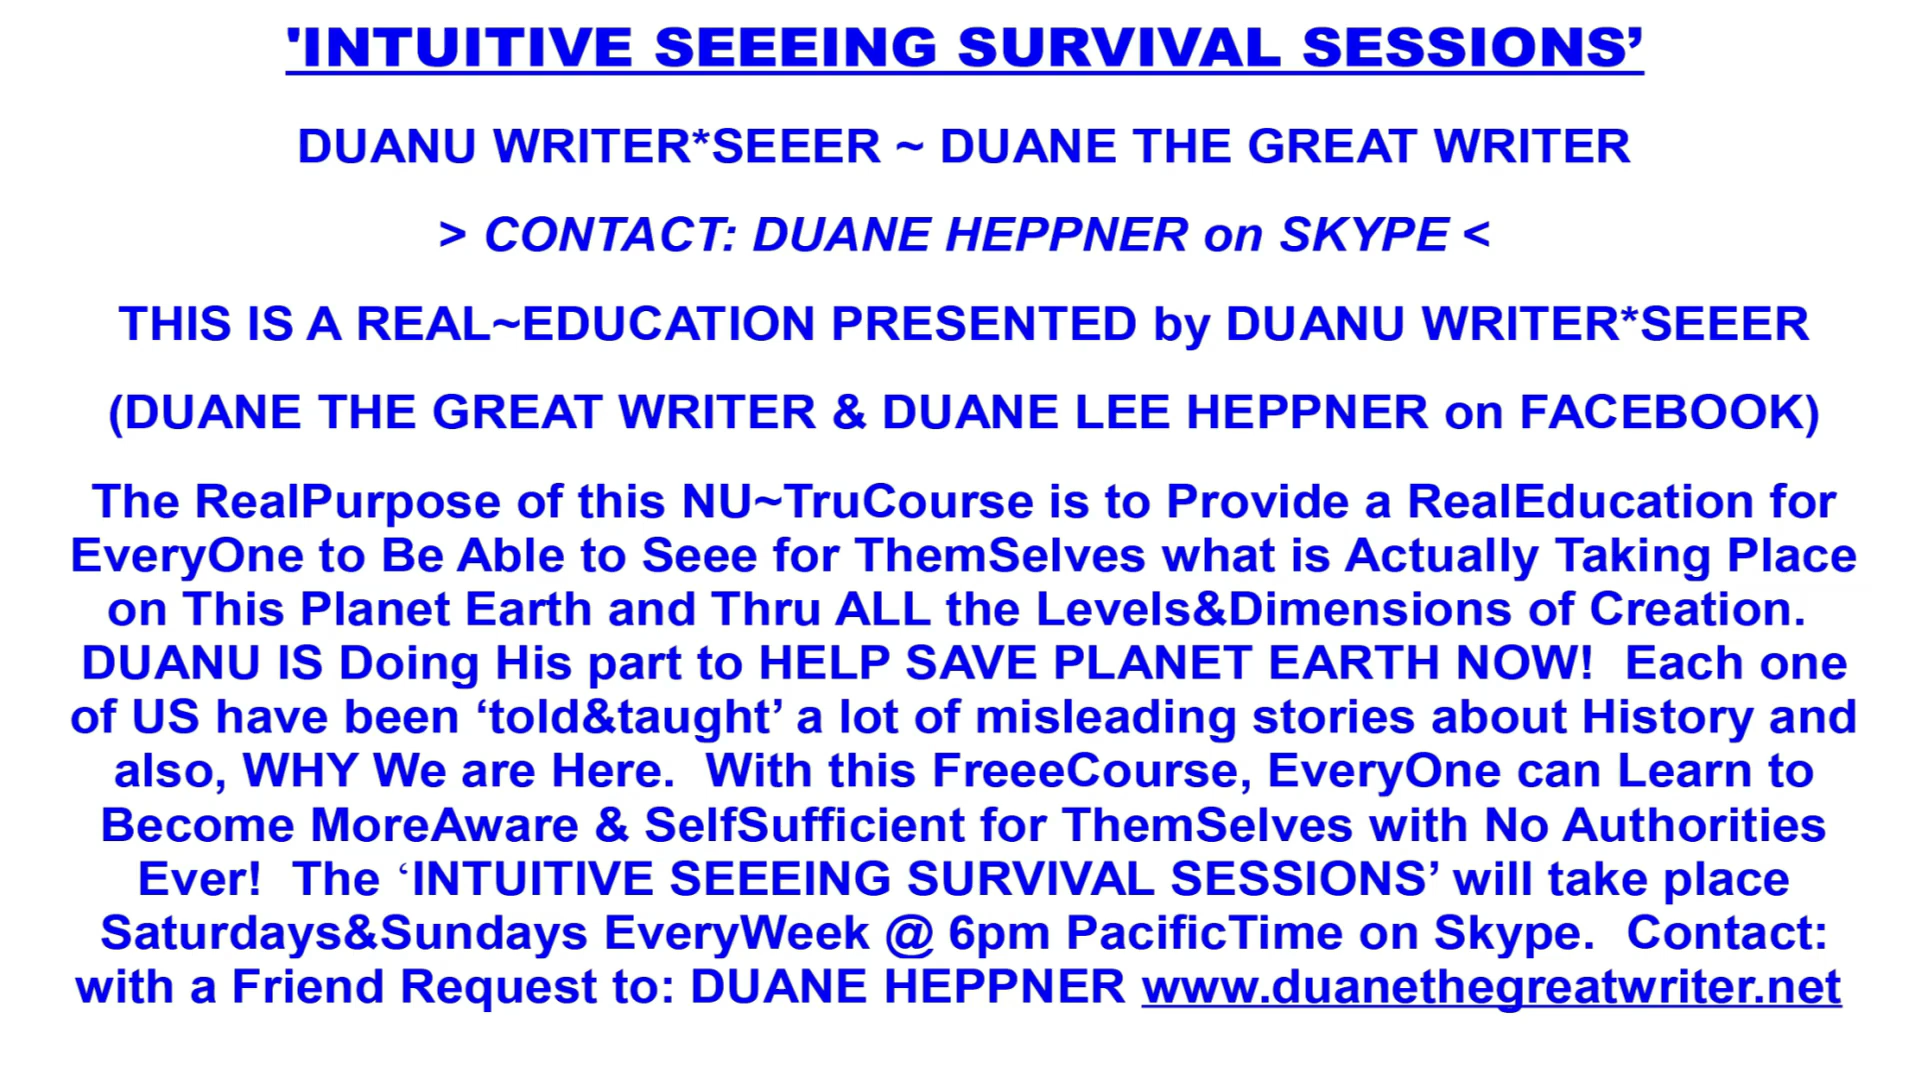 'INTUITIVE SEEEING SURVIVAL SESSIONS’
DUANU WRITER*SEEER ~ DUANE THE GREAT WRITER
> CONTACT: DUANE HEPPNER on SKYPE <
THIS IS A REAL~EDUCATION PRESENTED by DUANU WRITER*SEEER
(DUANE THE GREAT WRITER & DUANE LEE HEPPNER on FACEBOOK)
The RealPurpose of this NU~TruCourse is to Provide a RealEducation for
EveryOne to Be Able to Seee for ThemSelves what is Actually Taking Place
on This Planet Earth and Thru ALL the Levels&Dimensions of Creation.
DUANU IS Doing His part to HELP SAVE PLANET EARTH NOW!  Each one
of US have been ‘told&taught’ a lot of misleading stories about History and
also, WHY We are Here.  With this FreeeCourse, EveryOne can Learn to
Become MoreAware & SelfSufficient for ThemSelves with No Authorities
Ever!  The ‘INTUITIVE SEEEING SURVIVAL SESSIONS’ will take place
Saturdays&Sundays EveryWeek @ 6pm PacificTime on Skype.  Contact:
with a Friend Request to: DUANE HEPPNER www.duanethegreatwriter.net